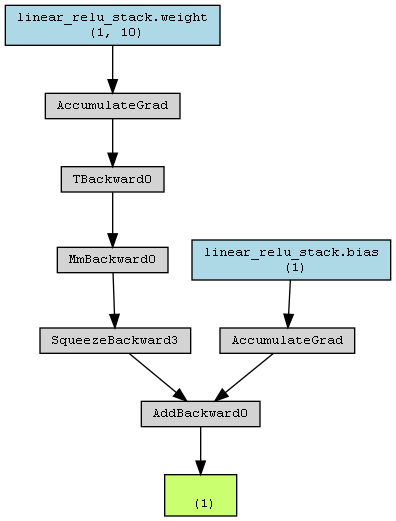 linear_relu_stack.weight
(1, 10)
AccumulateGrad
TBackward0
MmBackward0
linear_relu_stack.bias
(1)
SqueezeBackward3
AccumulateGrad
AddBackward0
(1)